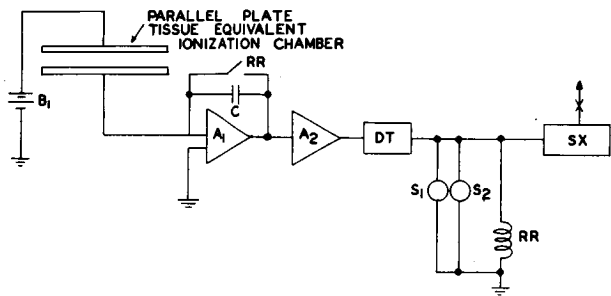 PARALLEL PLATE
TISSUE EQUIVALENT
IONIZATION CHAMBER
RR
B1
C
A1
A2
DT
SX
S1
S2
RR